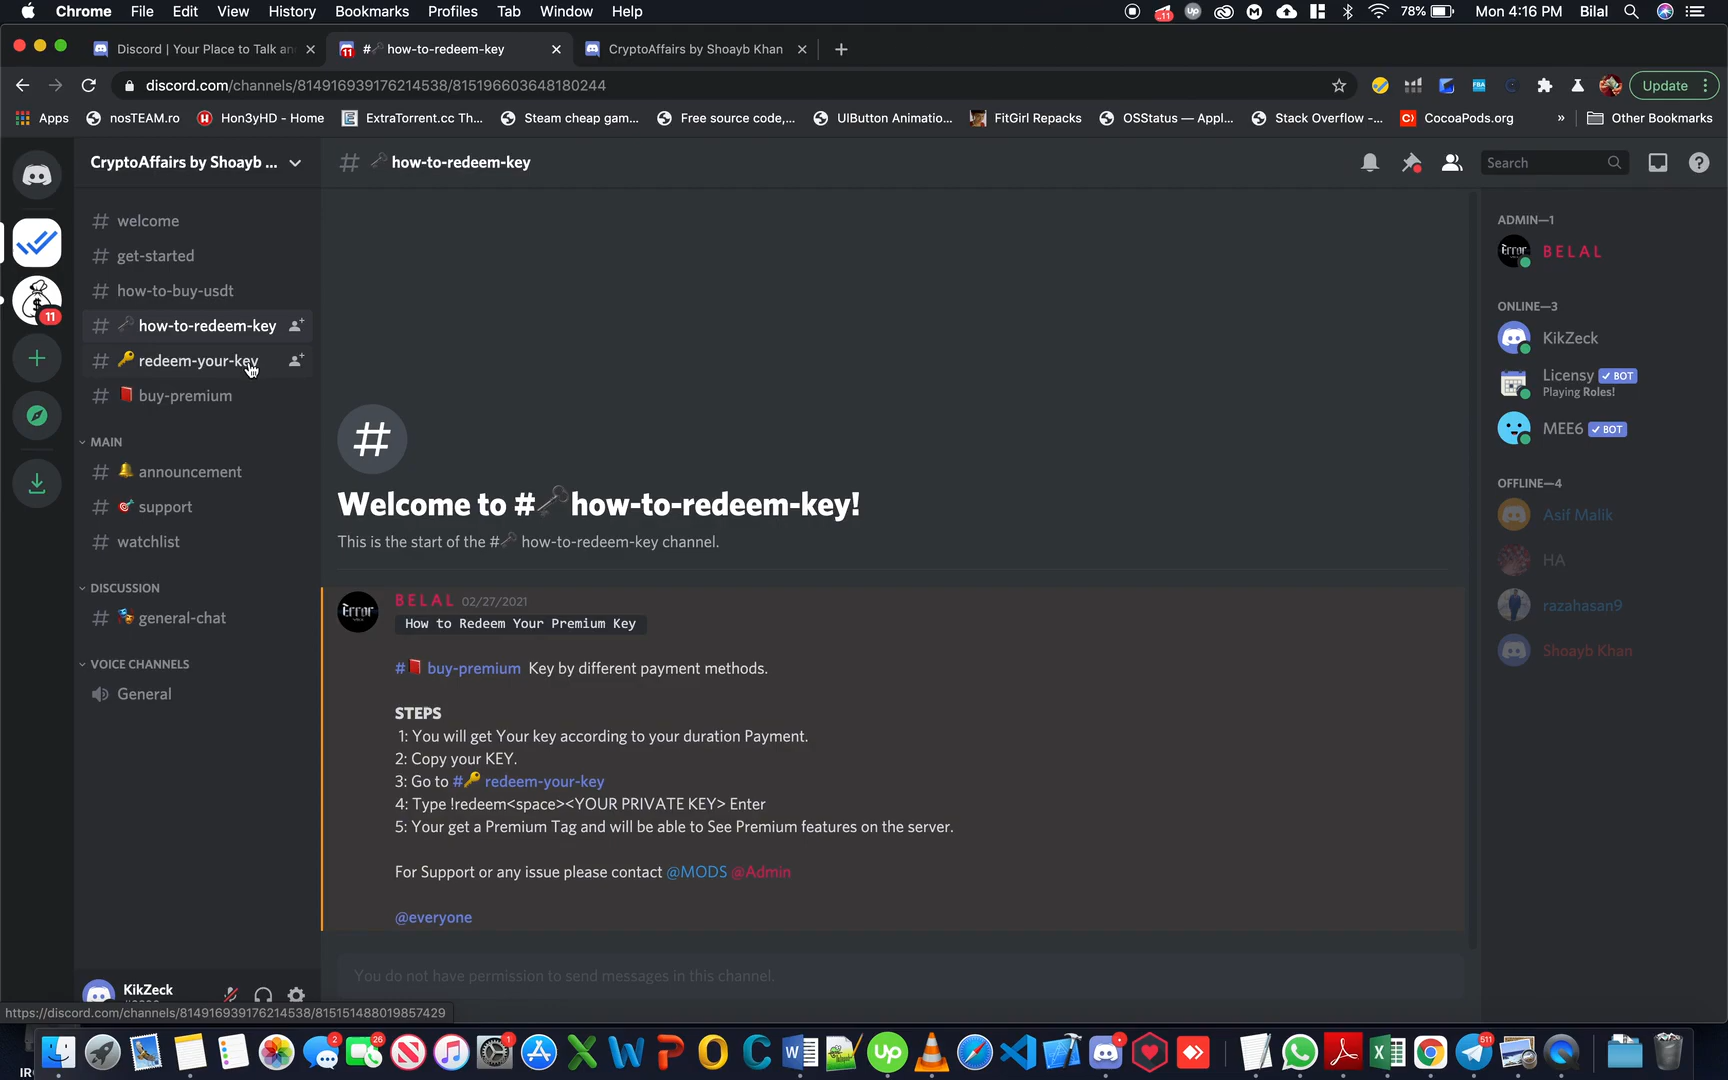 Chrome File Edit View History Bookmarks Profiles Tab Window Help
78% Mon 4:16 PM Bilal
Discord | Your Place to Talk an
11 # how-to-redeem-key
CryptoAffairs by Shoayb Khan
discord.com/channels/814916939176214538/815196603648180244
Update
Apps nosTEAM.ro Hon3yHD - Home ExtraTorrent.cc Th... Steam cheap gam... Free source code,... UIButton Animatio... FitGirl Repacks OSStatus — Appl... Stack Overflow -... CocoaPods.org » Other Bookmarks
CryptoAffairs by Shoayb ...
# how-to-redeem-key
Search
# welcome
# get-started
# how-to-buy-usdt
# how-to-redeem-key
# redeem-your-key
# buy-premium
MAIN
# announcement
# support
# watchlist
DISCUSSION
# general-chat
VOICE CHANNELS
General
11
Welcome to # how-to-redeem-key!
This is the start of the # how-to-redeem-key channel.
BELAL 02/27/2021
How to Redeem Your Premium Key
# buy-premium Key by different payment methods.
STEPS
1: You will get Your key according to your duration Payment.
2: Copy your KEY.
3: Go to # redeem-your-key
4: Type !redeem<space><YOUR PRIVATE KEY> Enter
5: Your get a Premium Tag and will be able to See Premium features on the server.
For Support or any issue please contact @MODS @Admin
@everyone
You do not have permission to send messages in this channel.
ADMIN—1
BELAL
ONLINE—3
KikZeck
Licensy BOT
Playing Roles!
MEE6 BOT
OFFLINE—4
Asif Malik
HA
razahasan9
Shoayb Khan
KikZeck
https://discord.com/channels/814916939176214538/815151488019857429